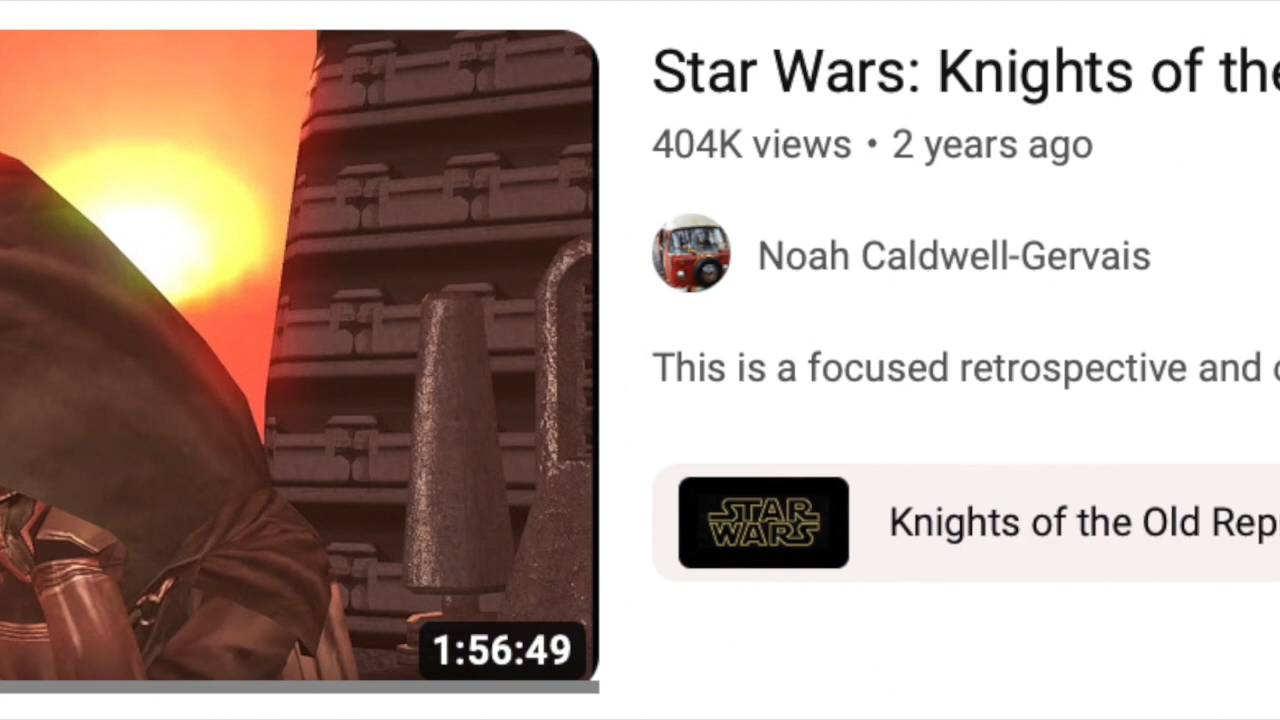 Star Wars: Knights of the
404K views • 2 years ago
Noah Caldwell-Gervais
This is a focused retrospective and
STAR
WARS
Knights of the Old Rep
1:56:49